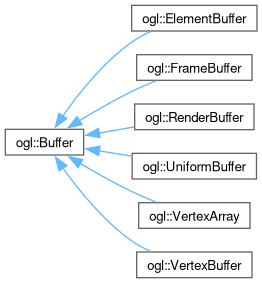 ogl::ElementBuffer
ogl::FrameBuffer
ogl::RenderBuffer
ogl::Buffer
ogl::UniformBuffer
ogl::VertexArray
ogl::VertexBuffer